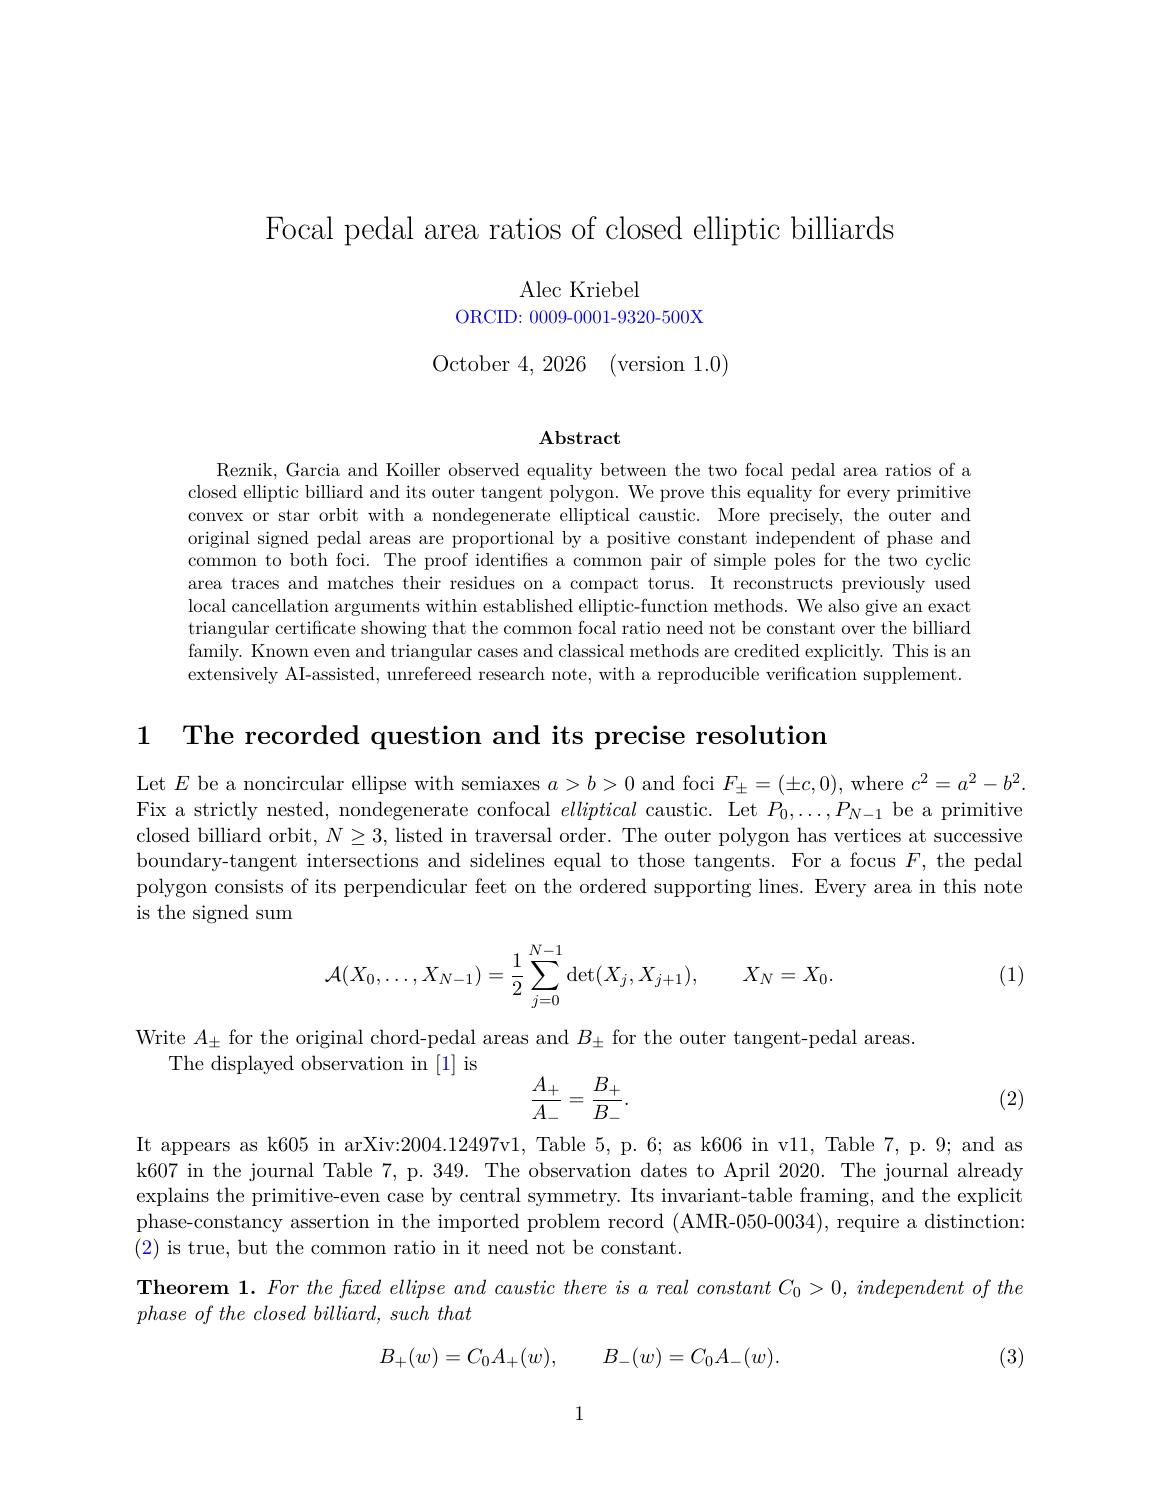 Focal pedal area ratios of closed elliptic billiards
Alec Kriebel
ORCID: 0009-0001-9320-500X
October 4, 2026 (version 1.0)
Abstract
Reznik, Garcia and Koiller observed equality between the two focal pedal area ratios of a
closed elliptic billiard and its outer tangent polygon. We prove this equality for every primitive
convex or star orbit with a nondegenerate elliptical caustic. More precisely, the outer and
original signed pedal areas are proportional by a positive constant independent of phase and
common to both foci. The proof identifies a common pair of simple poles for the two cyclic
area traces and matches their residues on a compact torus. It reconstructs previously used
local cancellation arguments within established elliptic-function methods. We also give an exact
triangular certificate showing that the common focal ratio need not be constant over the billiard
family. Known even and triangular cases and classical methods are credited explicitly. This is an
extensively AI-assisted, unrefereed research note, with a reproducible verification supplement.
1 The recorded question and its precise resolution
Let E be a noncircular ellipse with semiaxes a > b > 0 and foci F± = (±c, 0), where c² = a² − b².
Fix a strictly nested, nondegenerate confocal elliptical caustic. Let P₀, . . . , P_{N−1} be a primitive
closed billiard orbit, N ≥ 3, listed in traversal order. The outer polygon has vertices at successive
boundary-tangent intersections and sidelines equal to those tangents. For a focus F, the pedal
polygon consists of its perpendicular feet on the ordered supporting lines. Every area in this note
is the signed sum
A(X₀, . . . , X_{N−1}) = 1/2 ∑_{j=0}^{N−1} det(X_j, X_{j+1}), X_N = X₀. (1)
Write A± for the original chord-pedal areas and B± for the outer tangent-pedal areas.
The displayed observation in [1] is
A₊/A₋ = B₊/B₋. (2)
It appears as k605 in arXiv:2004.12497v1, Table 5, p. 6; as k606 in v11, Table 7, p. 9; and as
k607 in the journal Table 7, p. 349. The observation dates to April 2020. The journal already
explains the primitive-even case by central symmetry. Its invariant-table framing, and the explicit
phase-constancy assertion in the imported problem record (AMR-050-0034), require a distinction:
(2) is true, but the common ratio in it need not be constant.
Theorem 1. For the fixed ellipse and caustic there is a real constant C₀ > 0, independent of the
phase of the closed billiard, such that
B₊(w) = C₀A₊(w), B₋(w) = C₀A₋(w). (3)
1